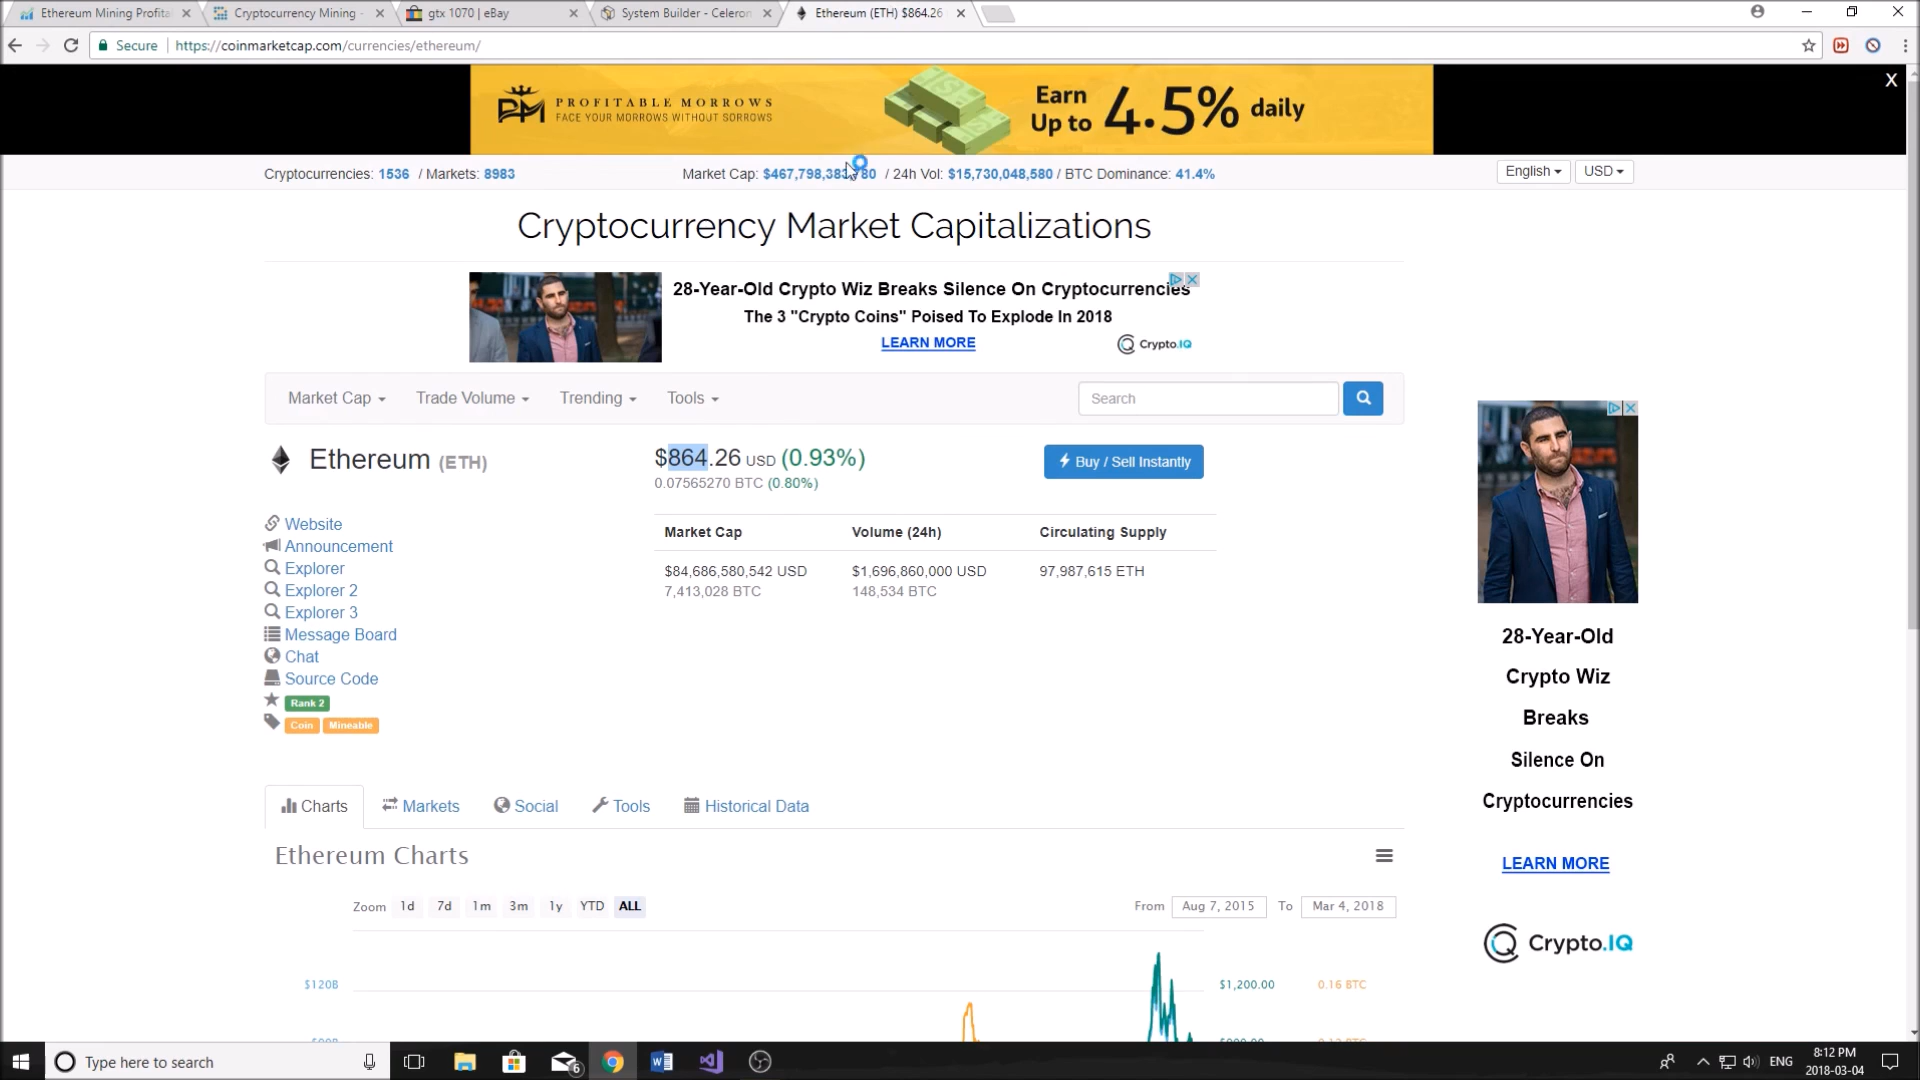 Ethereum Mining Profita
Cryptocurrency Mining
gtx 1070 | eBay
System Builder - Celeron
Ethereum (ETH) $864.26
Secure
https://coinmarketcap.com/currencies/ethereum/
PM PROFITABLE MORROWS
FACE YOUR MORROWS WITHOUT SORROWS
Earn
Up to
4.5% daily
X
Cryptocurrencies: 1536 / Markets: 8983
Market Cap: $467,798,383,780 / 24h Vol: $15,730,048,580 / BTC Dominance: 41.4%
English
USD
Cryptocurrency Market Capitalizations
28-Year-Old Crypto Wiz Breaks Silence On Cryptocurrencies
The 3 "Crypto Coins" Poised To Explode In 2018
LEARN MORE
Crypto.IQ
Market Cap
Trade Volume
Trending
Tools
Search
Ethereum (ETH)
$864.26 USD (0.93%)
0.07565270 BTC (0.80%)
Buy / Sell Instantly
Website
Announcement
Explorer
Explorer 2
Explorer 3
Message Board
Chat
Source Code
Rank 2
Coin Mineable
Market Cap
Volume (24h)
Circulating Supply
$84,686,580,542 USD
$1,696,860,000 USD
97,987,615 ETH
7,413,028 BTC
148,534 BTC
28-Year-Old
Crypto Wiz
Breaks
Silence On
Cryptocurrencies
LEARN MORE
Crypto.IQ
Charts
Markets
Social
Tools
Historical Data
Ethereum Charts
Zoom 1d 7d 1m 3m 1y YTD ALL
From Aug 7, 2015 To Mar 4, 2018
$120B
$1,200.00
0.16 BTC
Type here to search
6
ENG
8:12 PM
2018-03-04